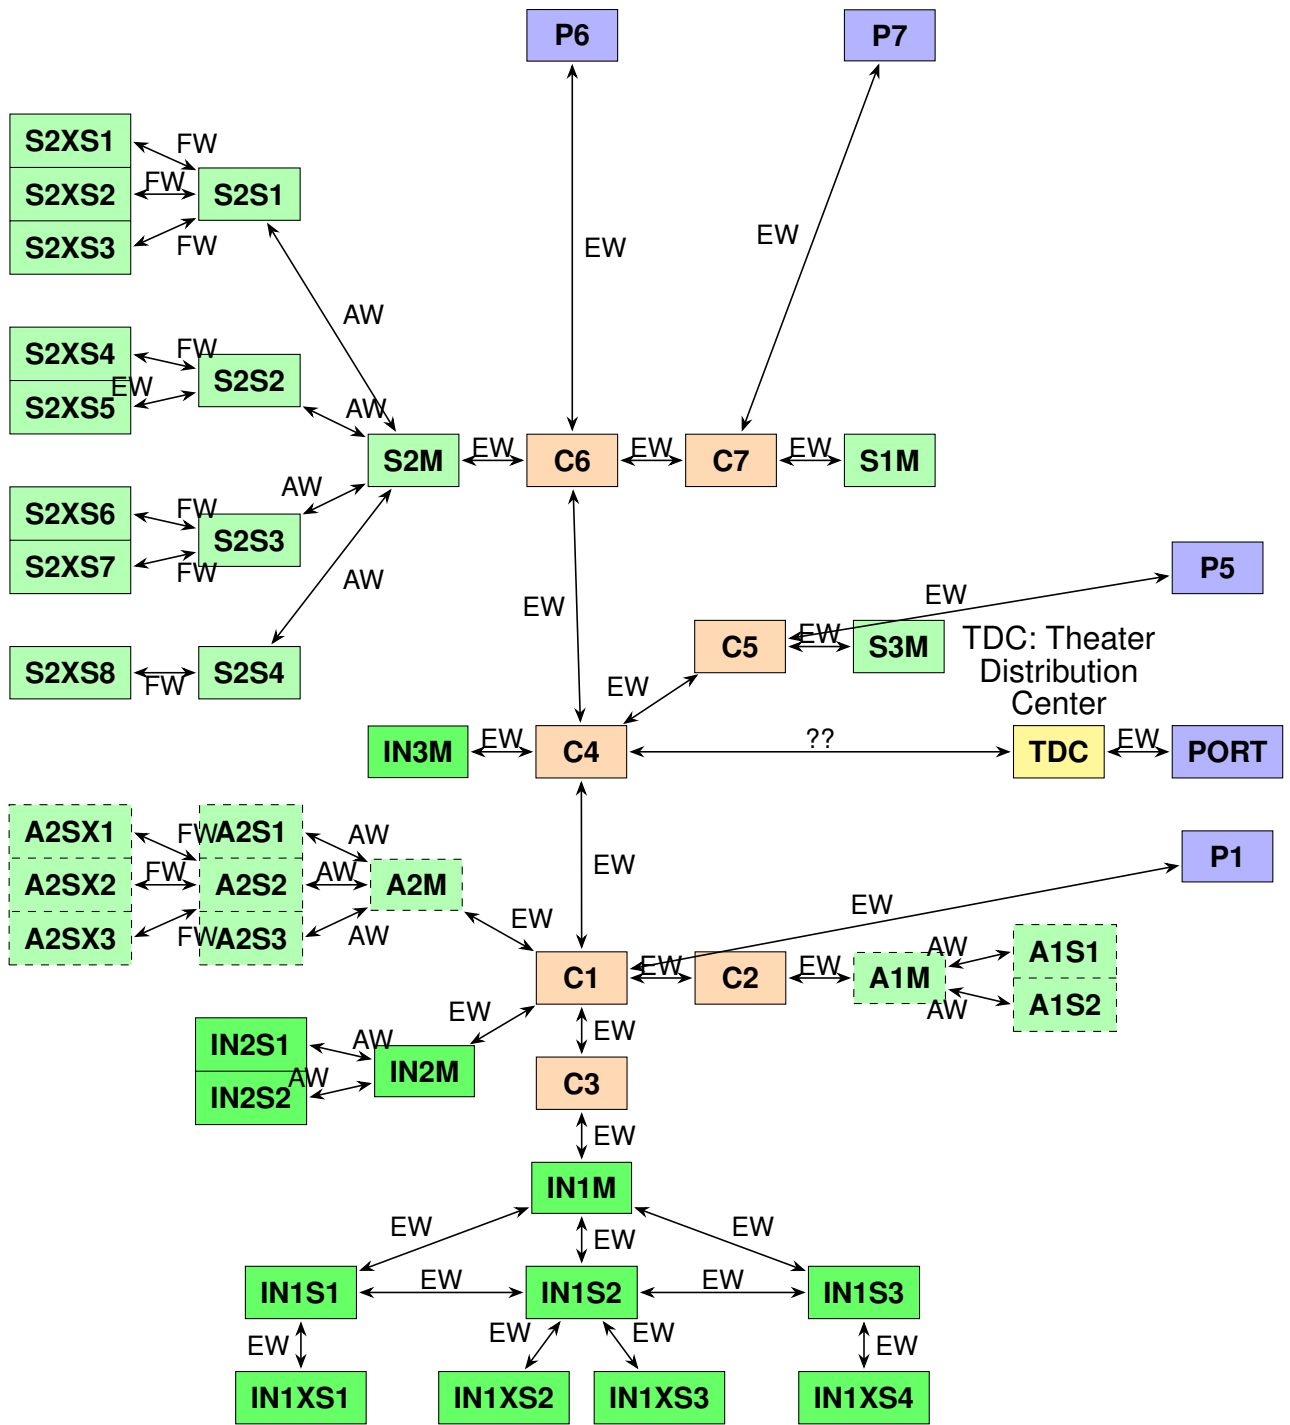 P6
P7
S2XS1
FW
S2XS2
FW
S2S1
S2XS3
FW
EW
EW
AW
S2XS4
FW
S2S2
EW
S2XS5
AW
S2M
EW
C6
EW
C7
EW
S1M
AW
S2XS6
FW
S2S3
S2XS7
FW
AW
P5
EW
EW
C5
EW
S3M
TDC: Theater
Distribution
Center
S2XS8
FW
S2S4
EW
IN3M
EW
C4
??
TDC
EW
PORT
A2SX1
FW
A2S1
AW
P1
A2SX2
FW
A2S2
AW
A2M
EW
A2SX3
FW
A2S3
AW
EW
EW
C1
EW
C2
EW
A1M
AW
A1S1
AW
A1S2
EW
EW
IN2S1
AW
IN2M
IN2S2
AW
C3
EW
IN1M
EW
EW
EW
IN1S1
EW
IN1S2
EW
IN1S3
EW
EW
EW
EW
IN1XS1
IN1XS2
IN1XS3
IN1XS4